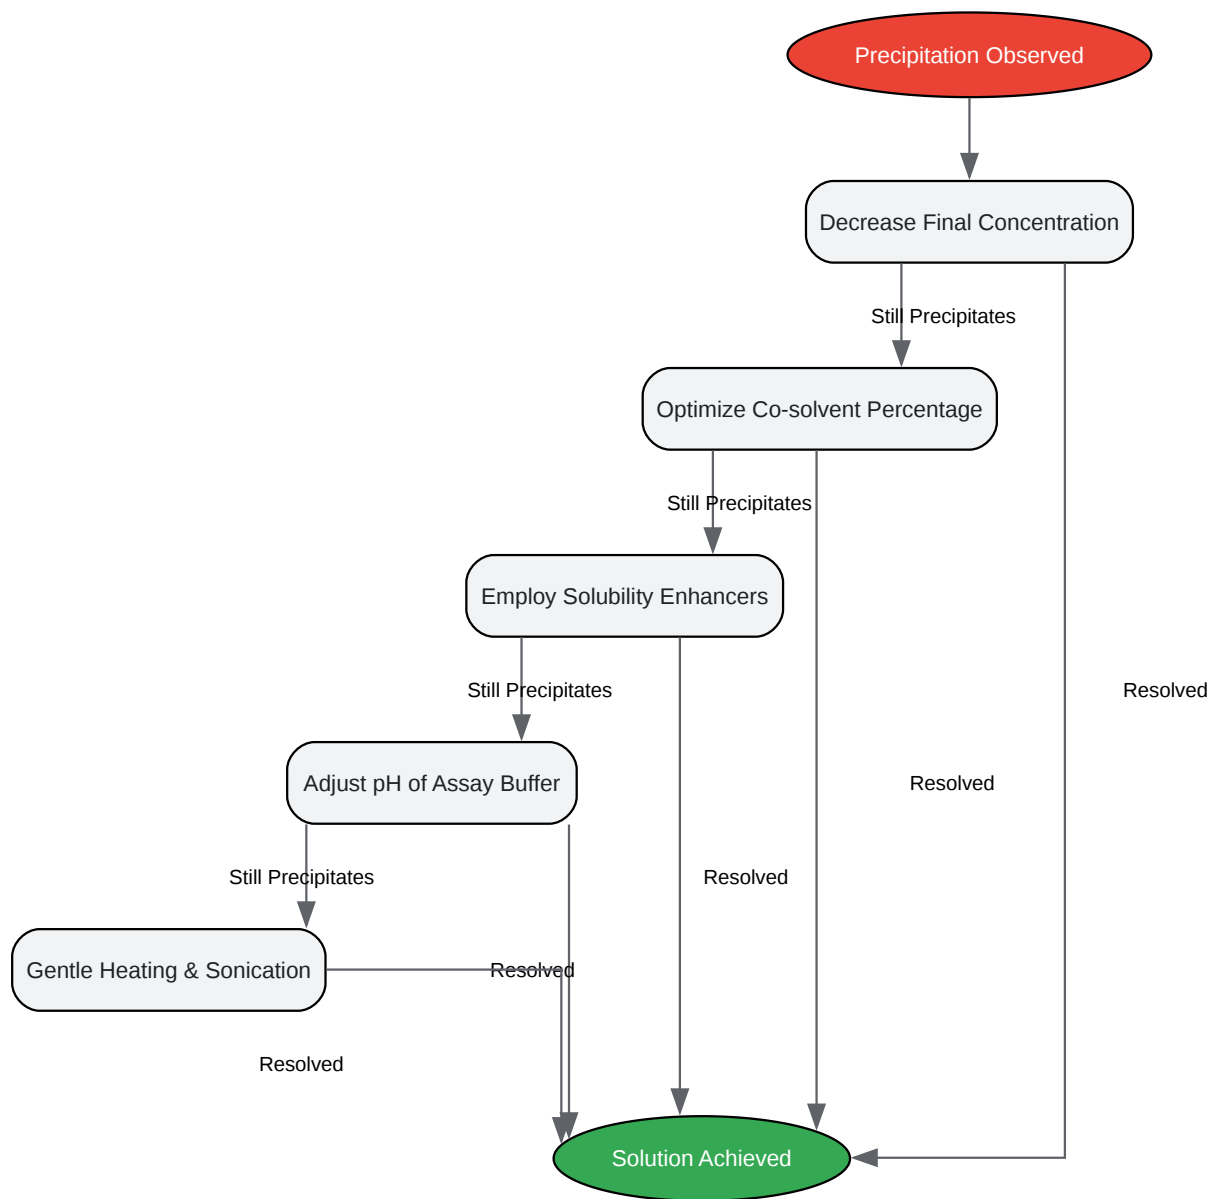 Precipitation Observed
Decrease Final Concentration
Still Precipitates
Optimize Co-solvent Percentage
Still Precipitates
Employ Solubility Enhancers
Still Precipitates
Resolved
Adjust pH of Assay Buffer
Resolved
Still Precipitates
Resolved
Gentle Heating & Sonication
Resolved
Resolved
Solution Achieved